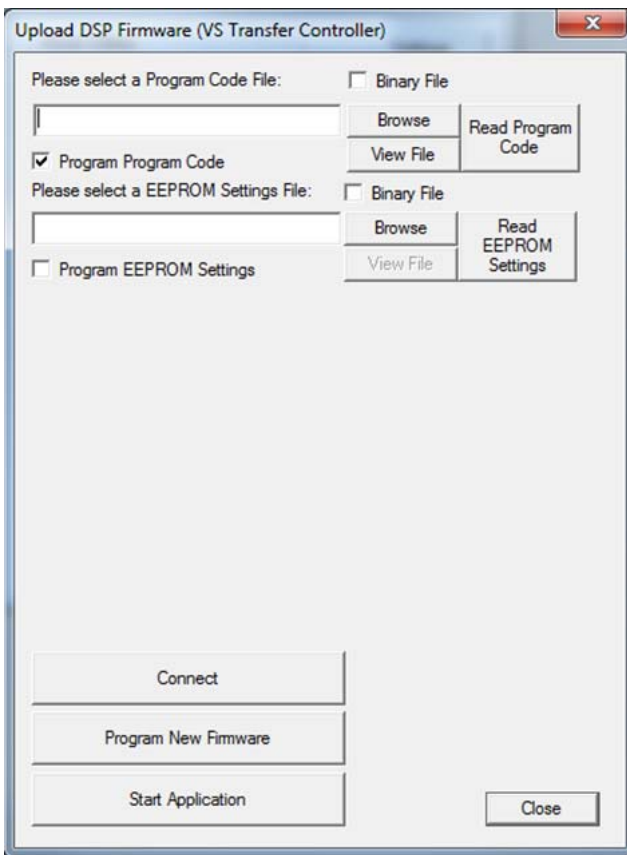 Upload DSP Firmware (VS Transfer Controller)
Please select a Program Code File:
Binary File
Browse
Read Program
Code
View File
Program Program Code
Please select a EEPROM Settings File:
Binary File
Browse
Read
EEPROM
Settings
View File
Program EEPROM Settings
Connect
Program New Firmware
Start Application
Close